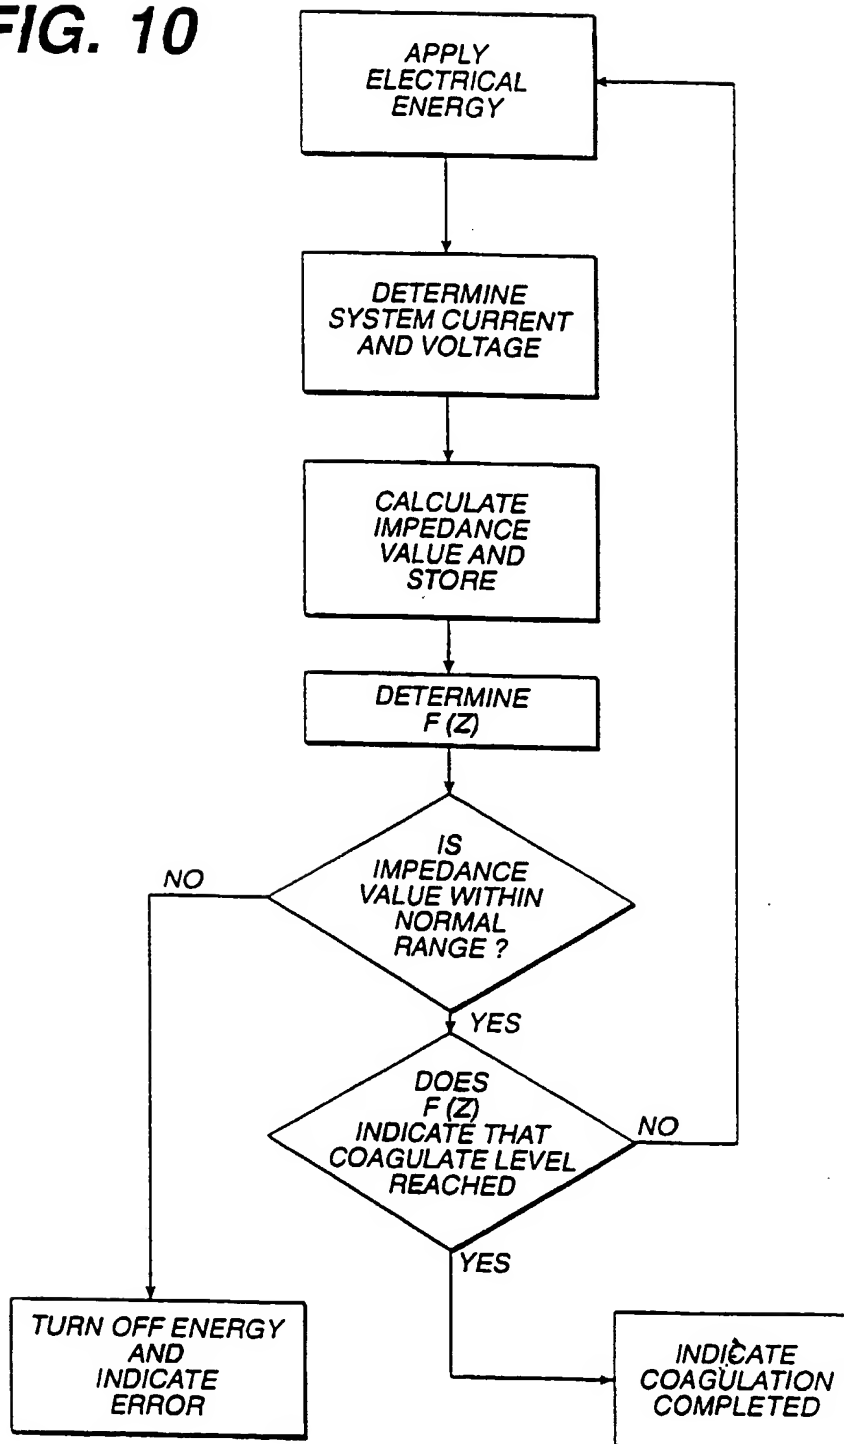 FIG. 10
APPLY
ELECTRICAL
ENERGY
DETERMINE
SYSTEM CURRENT
AND VOLTAGE
CALCULATE
IMPEDANCE
VALUE AND
STORE
DETERMINE
F (Z)
IS
IMPEDANCE
VALUE WITHIN
NORMAL
RANGE ?
NO
YES
DOES
F (Z)
INDICATE THAT
COAGULATE LEVEL
REACHED
NO
YES
TURN OFF ENERGY
AND
INDICATE
ERROR
INDICATE
COAGULATION
COMPLETED